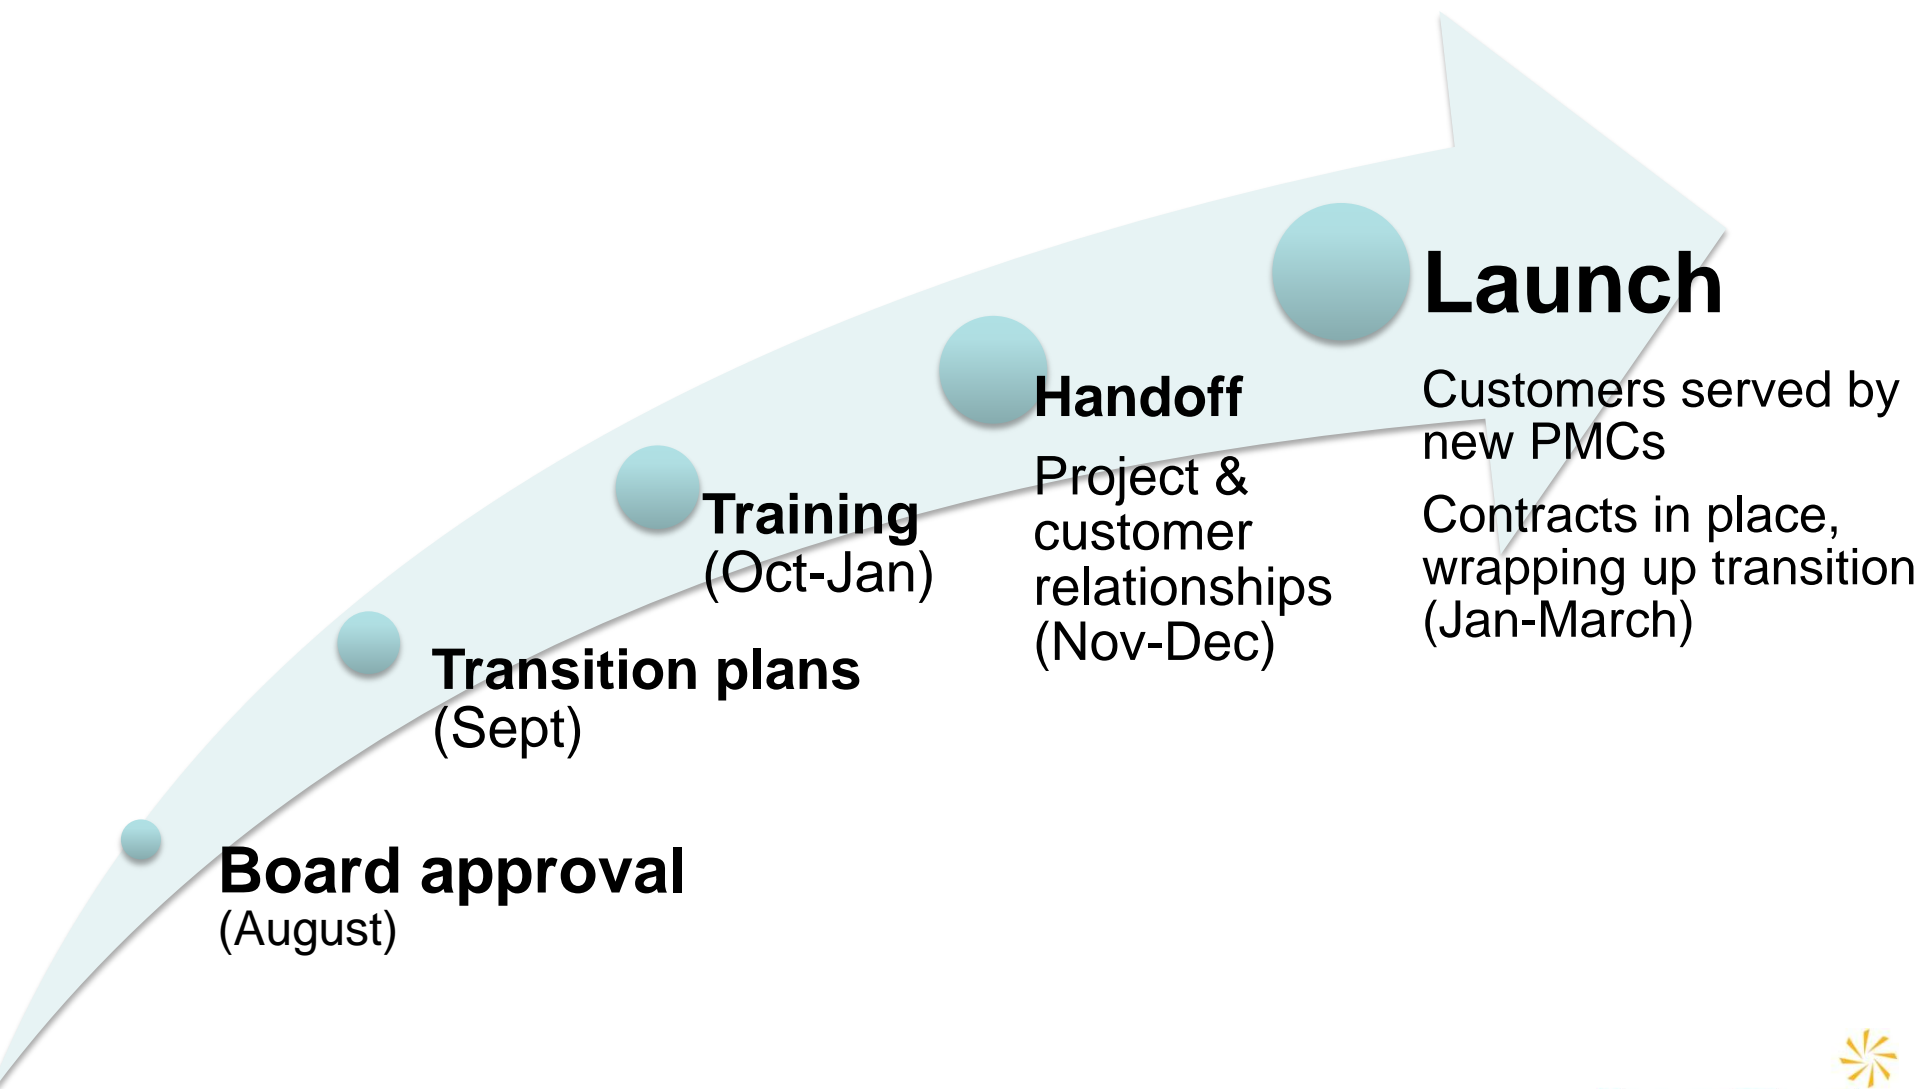 Launch
Customers served by
new PMCs
Contracts in place,
wrapping up transition
(Jan-March)
Handoff
Project &
customer
relationships
(Nov-Dec)
Training
(Oct-Jan)
Transition plans
(Sept)
Board approval
(August)